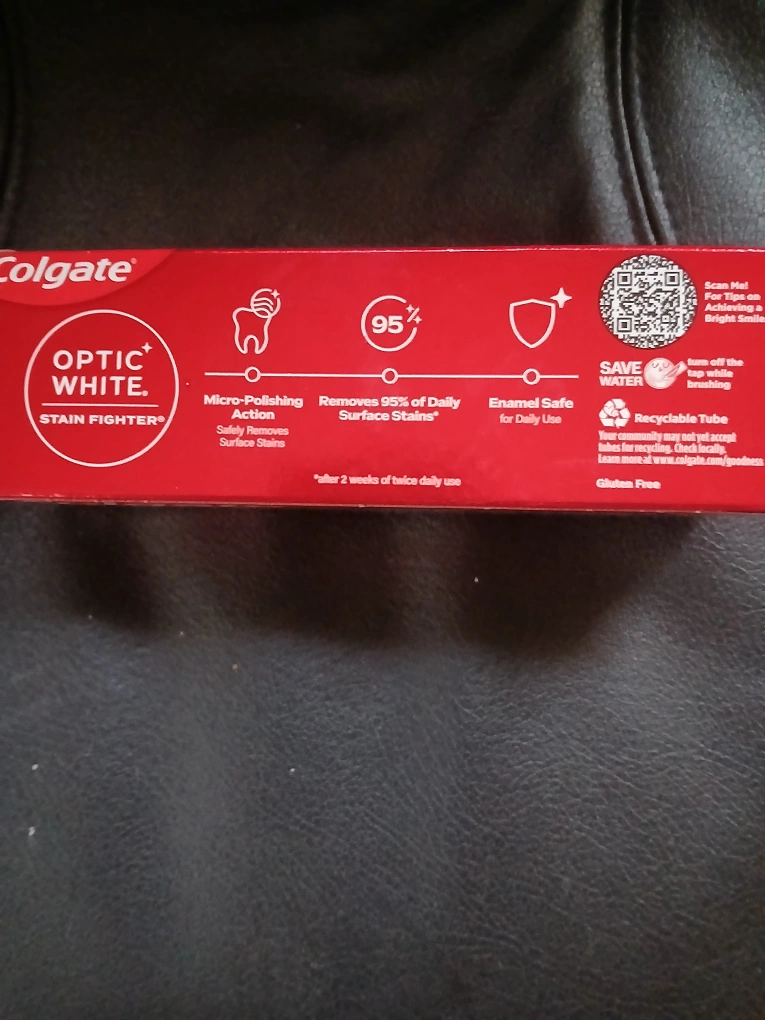 Colgate®
OPTIC
WHITE®
STAIN FIGHTER®
Micro-Polishing
Action
Safely Removes
Surface Stains
95%
Removes 95% of Daily
Surface Stains*
Enamel Safe
for Daily Use
*after 2 weeks of twice daily use
Scan Me!
For Tips on
Achieving a
Bright Smile
SAVE
WATER
turn off the
tap while
brushing
Recyclable Tube
Your community may not yet accept
tubes for recycling. Check locally.
Learn more at www.colgate.com/goodness
Gluten Free